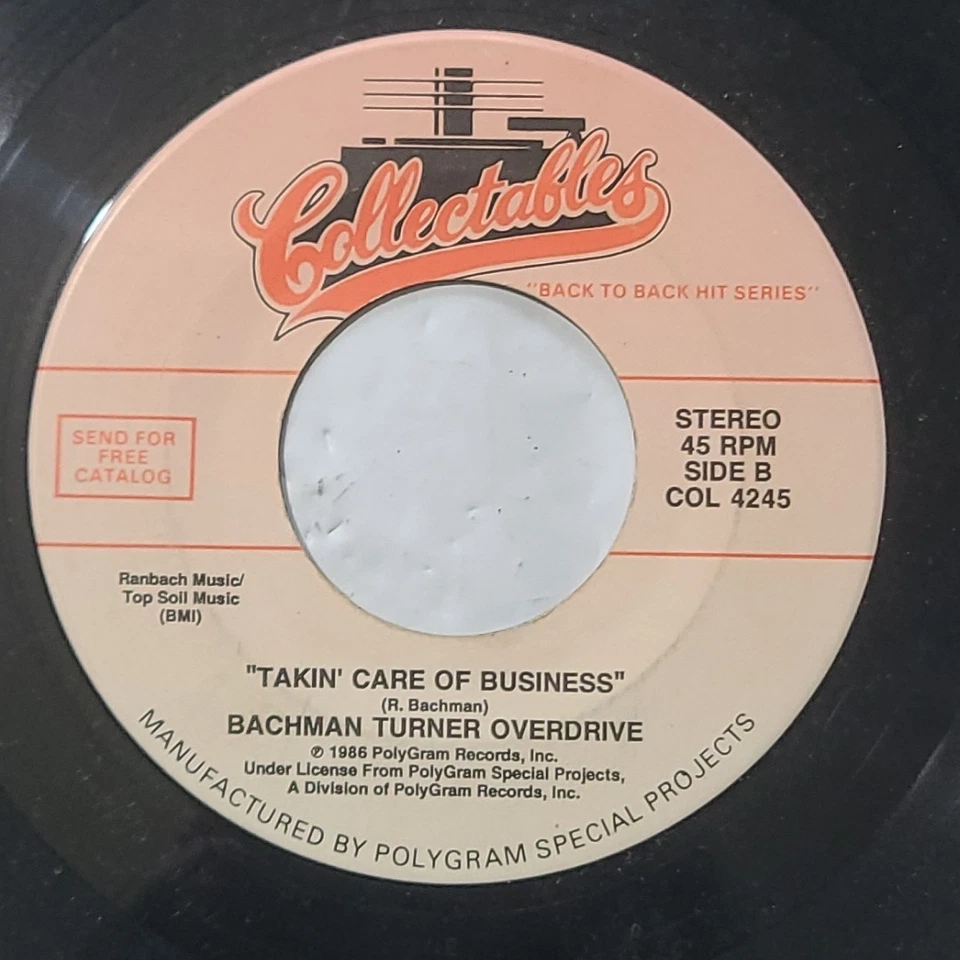 Collectables
"BACK TO BACK HIT SERIES"
SEND FOR
FREE
CATALOG
STEREO
45 RPM
SIDE B
COL 4245
Ranbach Music/
Top Soil Music
(BMI)
"TAKIN' CARE OF BUSINESS"
(R. Bachman)
BACHMAN TURNER OVERDRIVE
℗ 1986 PolyGram Records, Inc.
Under License From PolyGram Special Projects,
A Division of PolyGram Records, Inc.
MANUFACTURED BY POLYGRAM SPECIAL PROJECTS